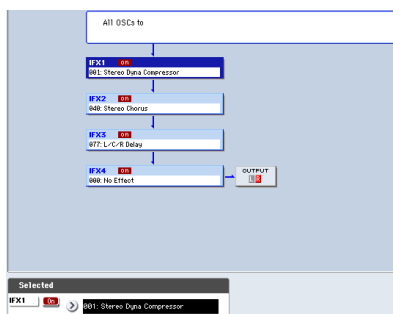 All OSCs to
IFX1 On
001: Stereo Dyna Compressor
IFX2 On
040: Stereo Chorus
IFX3 On
077: L/C/R Delay
IFX4 On
000: No Effect
OUTPUT
L R
Selected
IFX1 On 001: Stereo Dyna Compressor